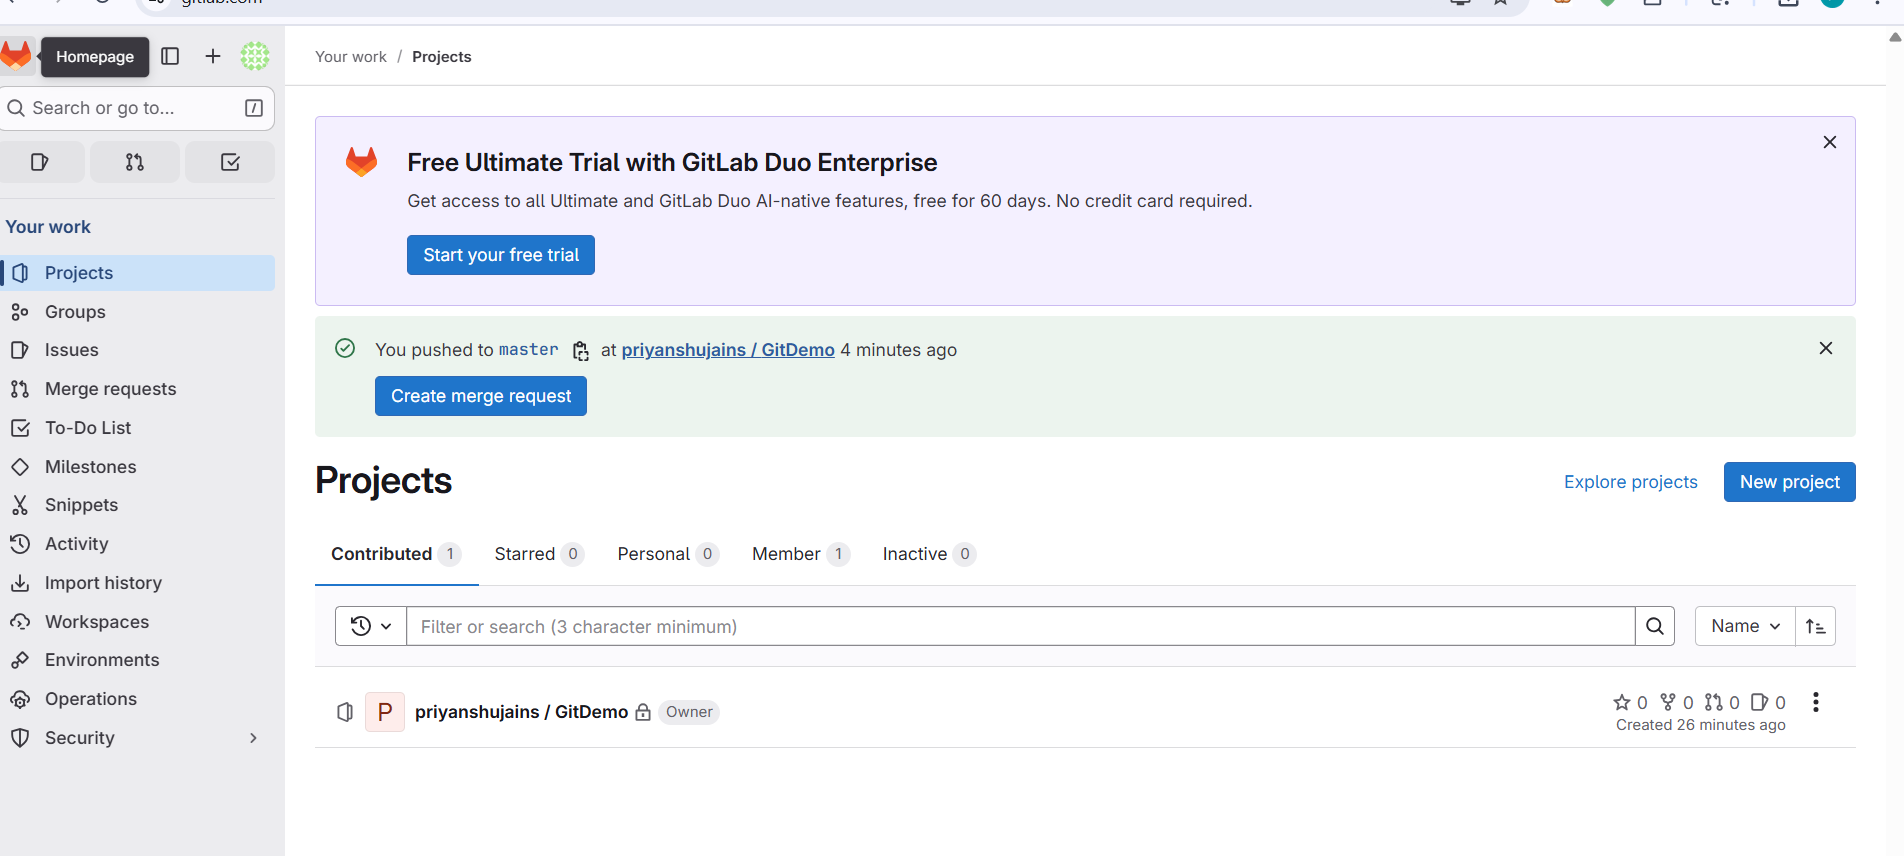 gitlab.com
Homepage
Your work / Projects
Search or go to... /
Free Ultimate Trial with GitLab Duo Enterprise
Get access to all Ultimate and GitLab Duo AI-native features, free for 60 days. No credit card required.
Start your free trial
Your work
Projects
Groups
Issues
Merge requests
To-Do List
Milestones
Snippets
Activity
Import history
Workspaces
Environments
Operations
Security
You pushed to master at priyanshujains / GitDemo 4 minutes ago
Create merge request
Projects
Explore projects
New project
Contributed 1 Starred 0 Personal 0 Member 1 Inactive 0
Filter or search (3 character minimum)
Name
P priyanshujains / GitDemo Owner
0 0 0 0
Created 26 minutes ago